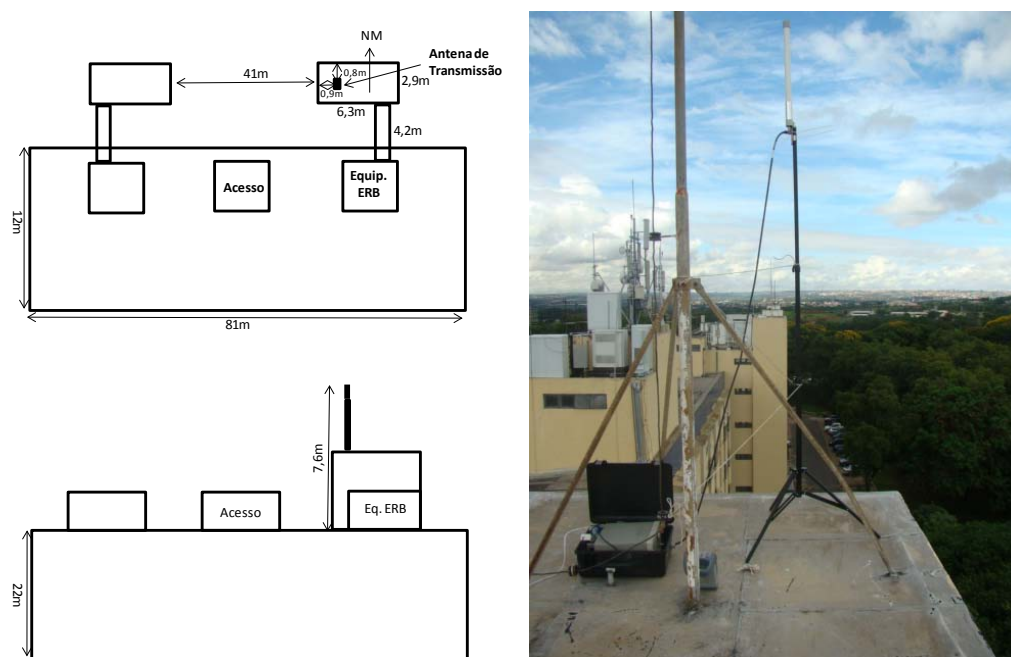 NM
Antena de
Transmissão
41m
0,8m
2,9m
0,9m
6,3m
4,2m
Acesso
Equip.
ERB
12m
81m
7,6m
Acesso
Eq. ERB
22m